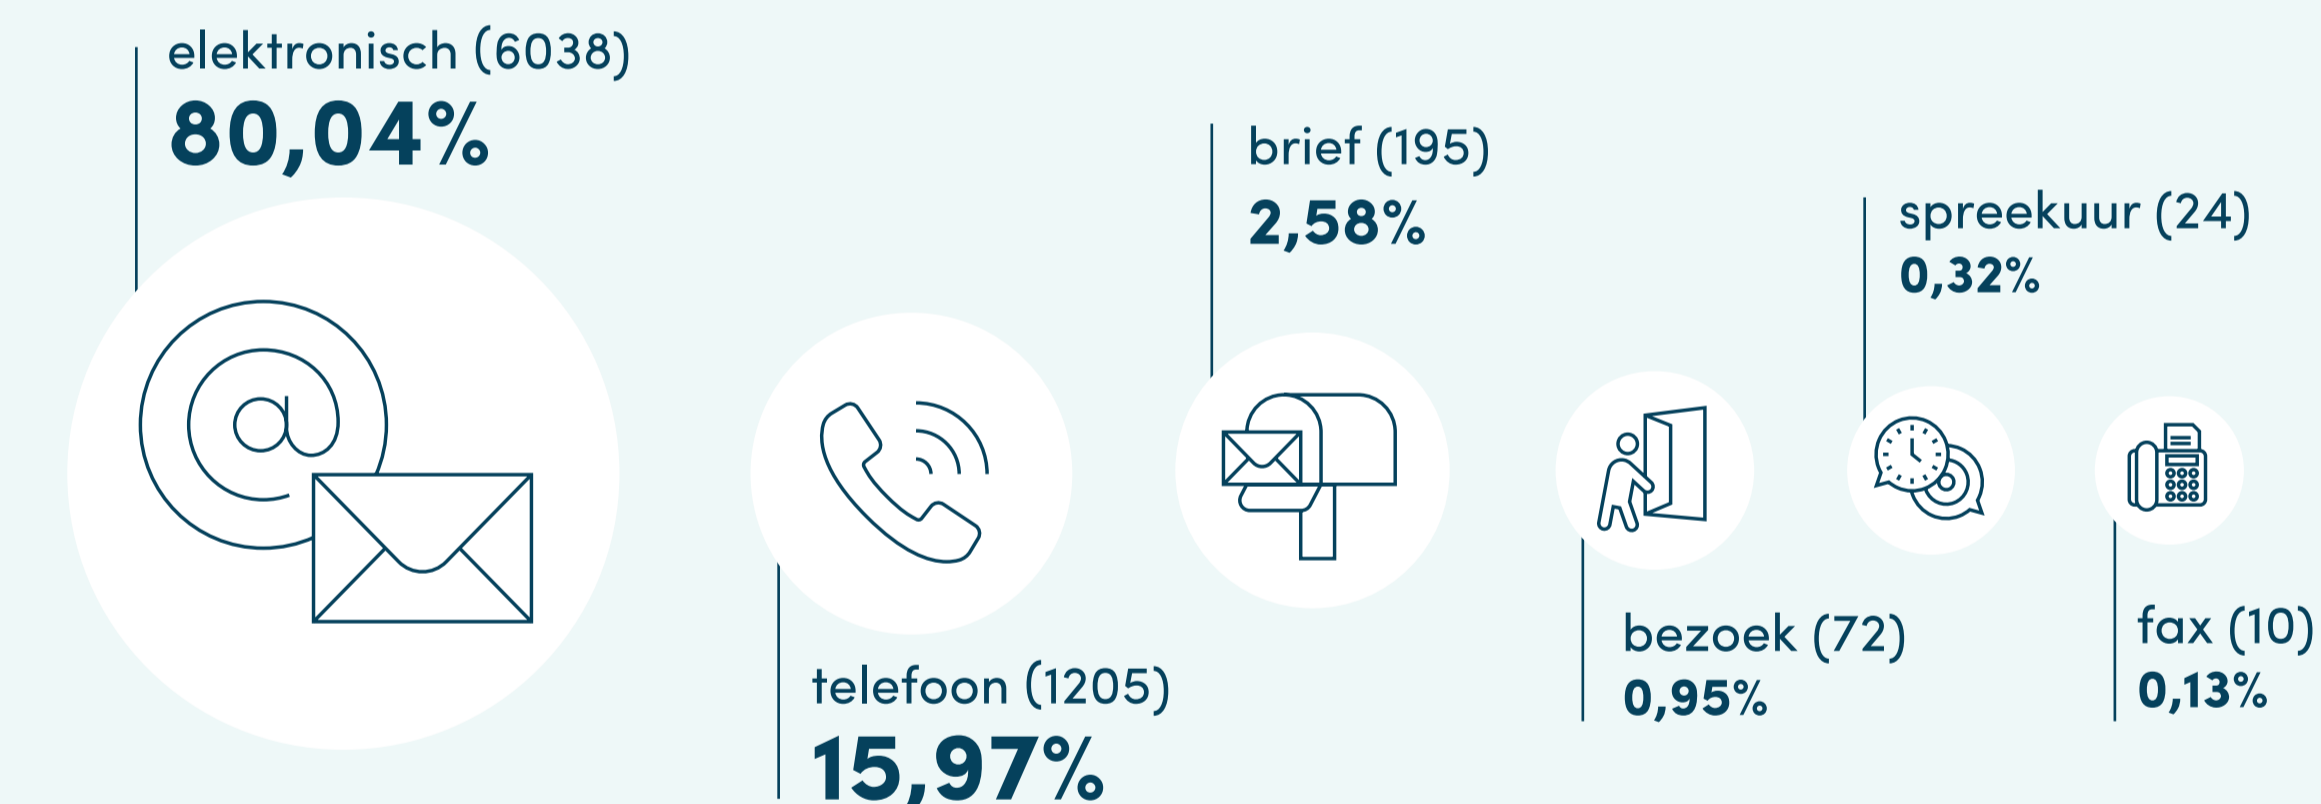 elektronisch (6038)
80,04%
telefoon (1205)
15,97%
brief (195)
2,58%
bezoek (72)
0,95%
spreekuur (24)
0,32%
fax (10)
0,13%